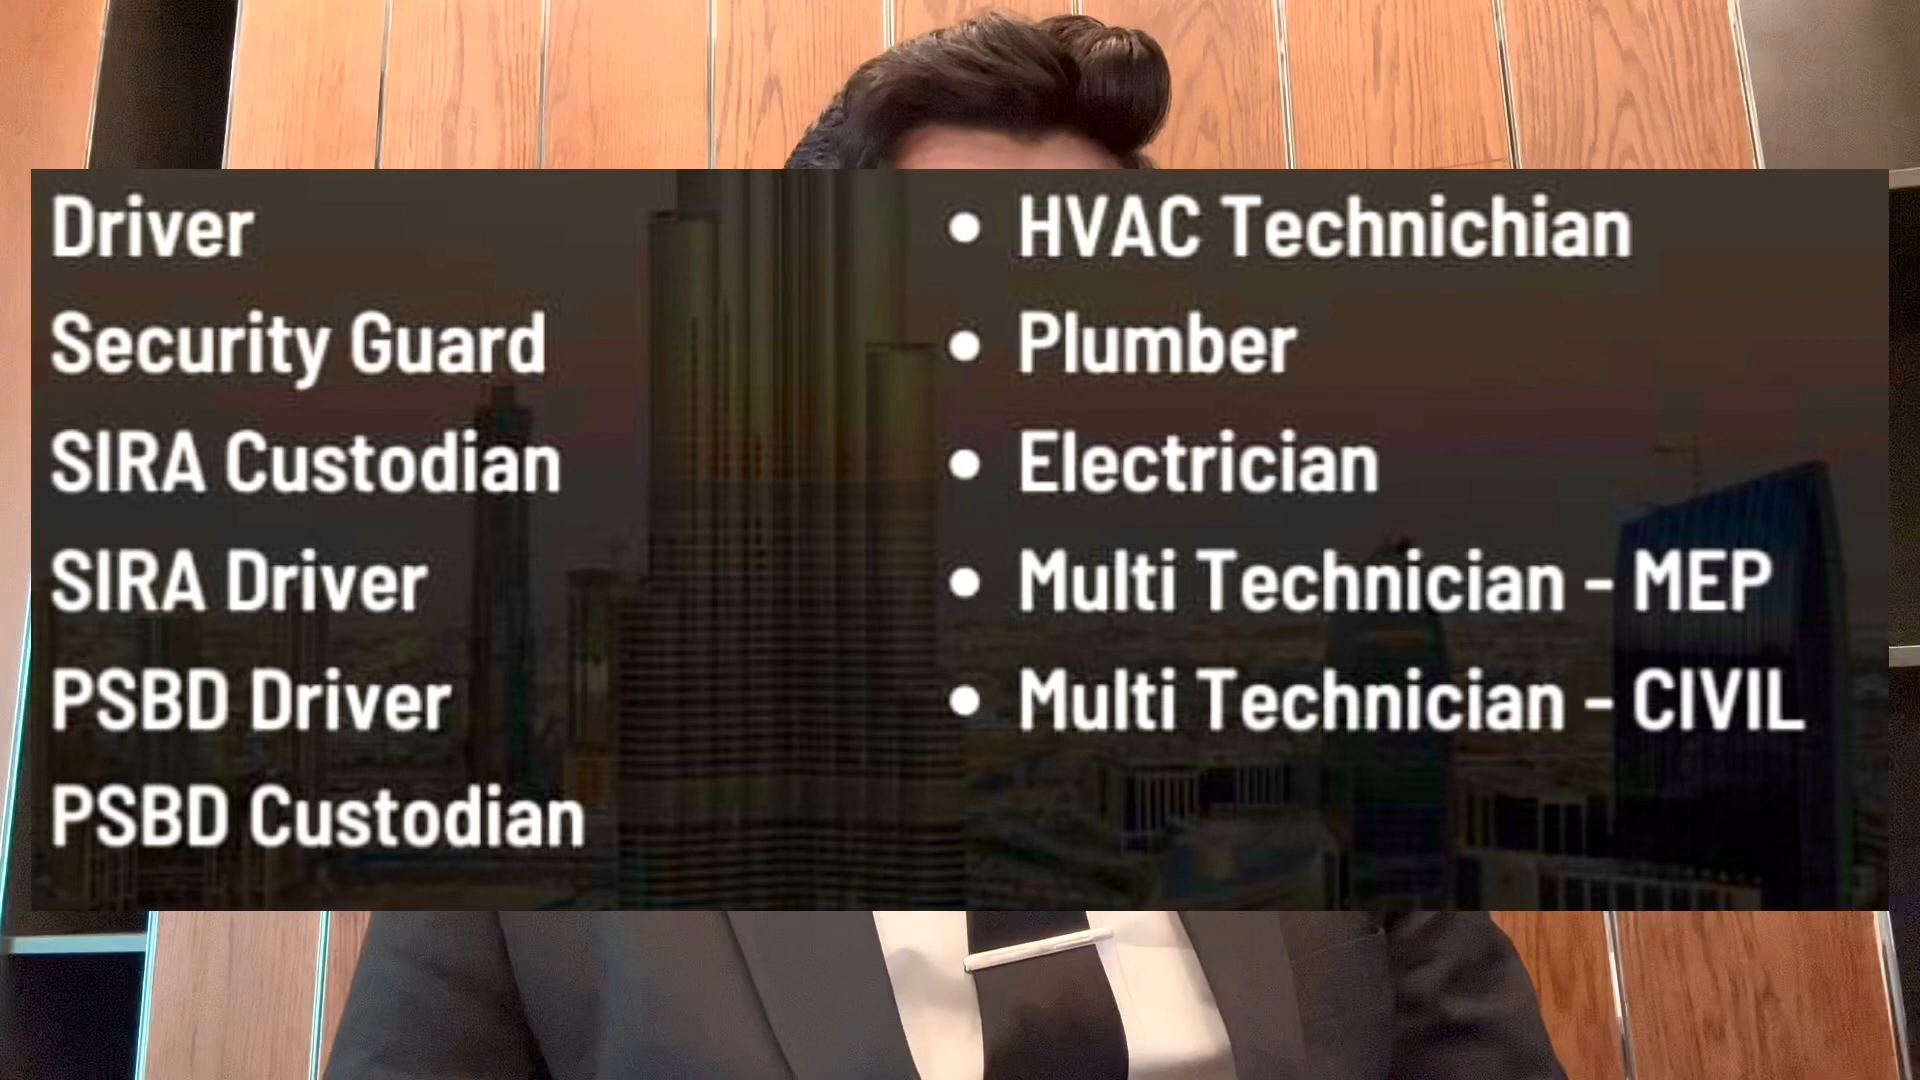 Driver
Security Guard
SIRA Custodian
SIRA Driver
PSBD Driver
PSBD Custodian
• HVAC Technichian
• Plumber
• Electrician
• Multi Technician - MEP
• Multi Technician - CIVIL